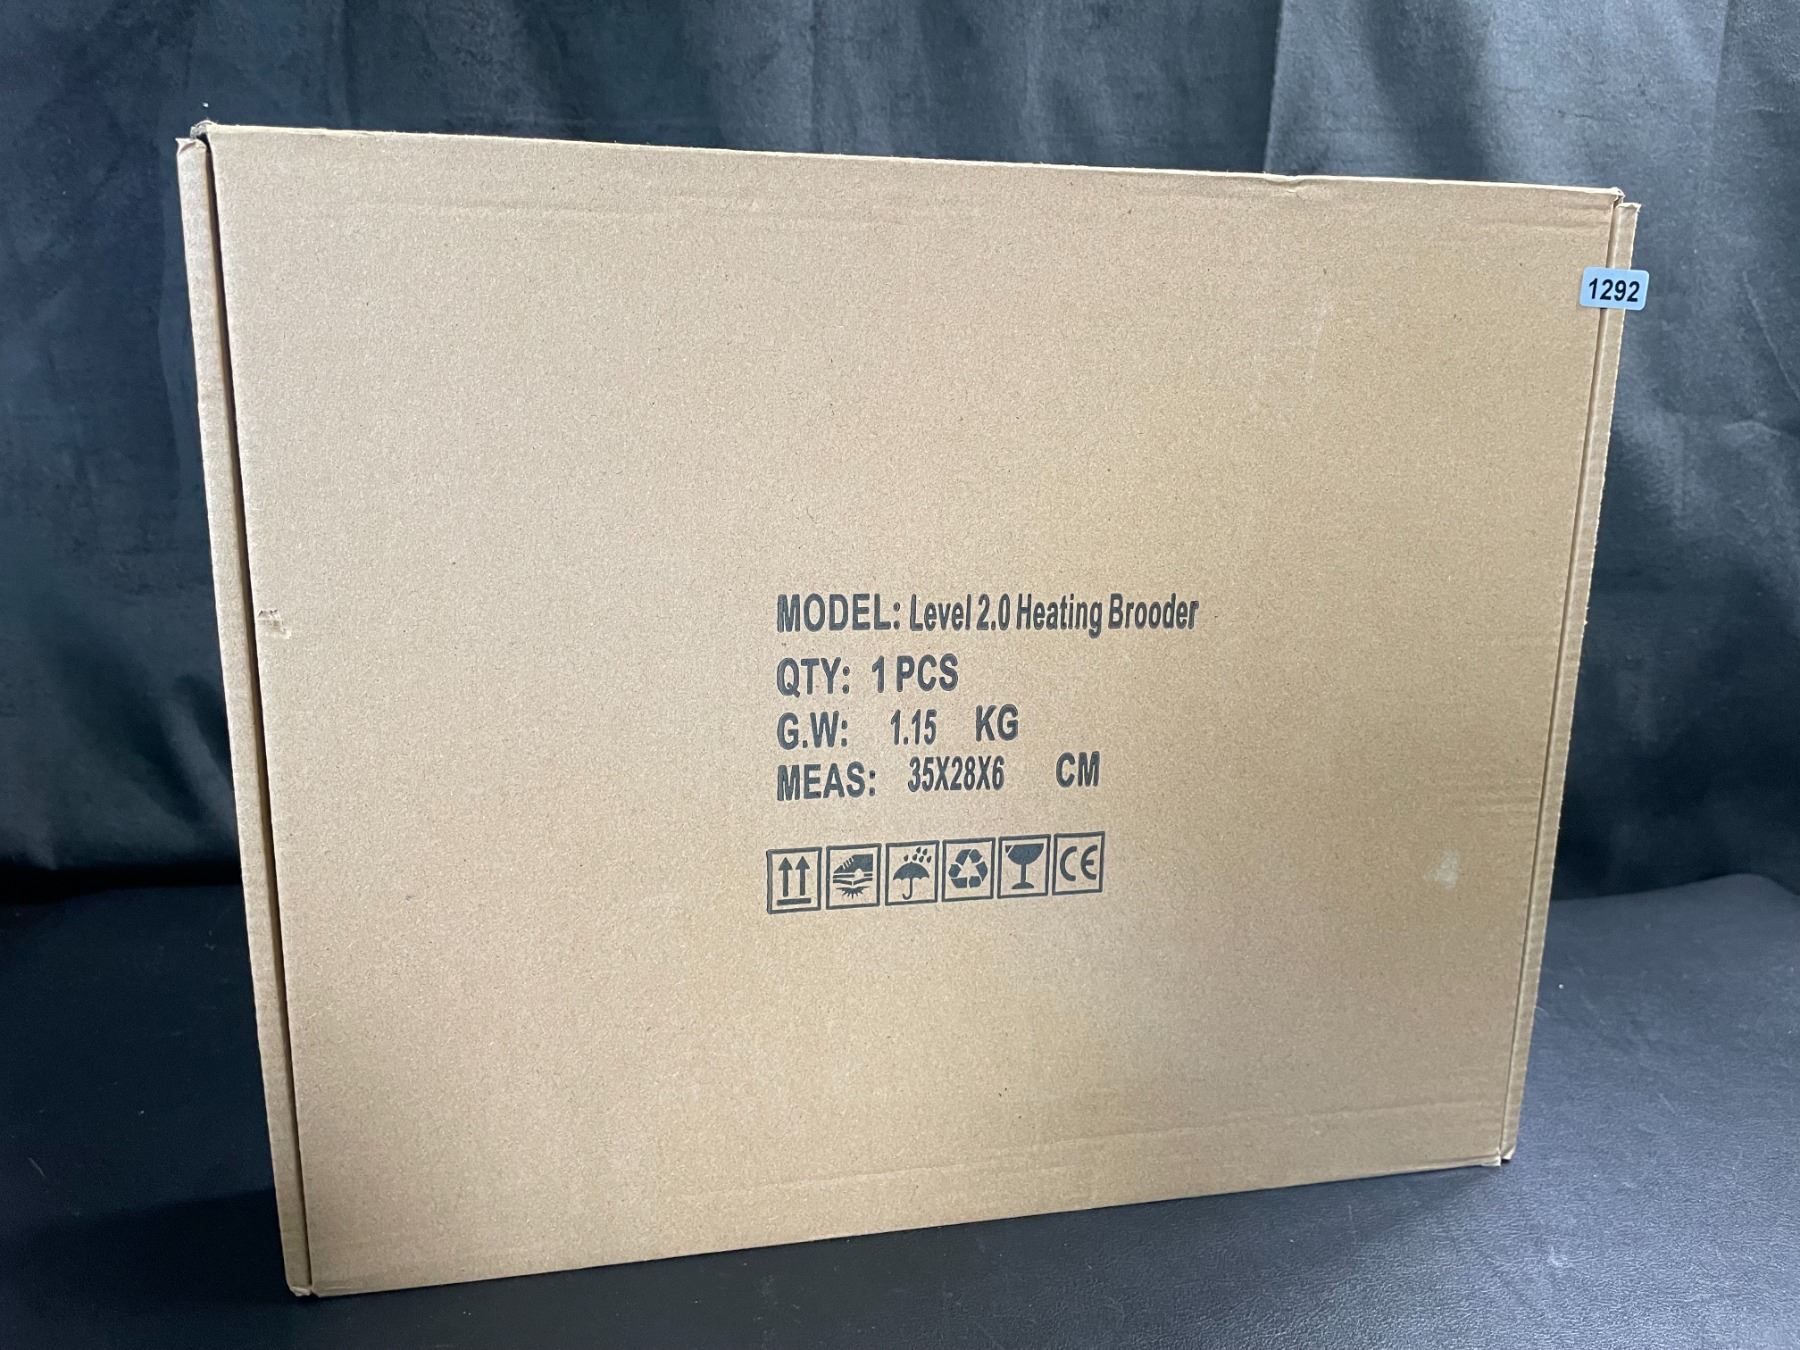 1292
MODEL: Level 2.0 Heating Brooder
QTY: 1 PCS
G.W: 1.15 KG
MEAS: 35X28X6 CM
CE